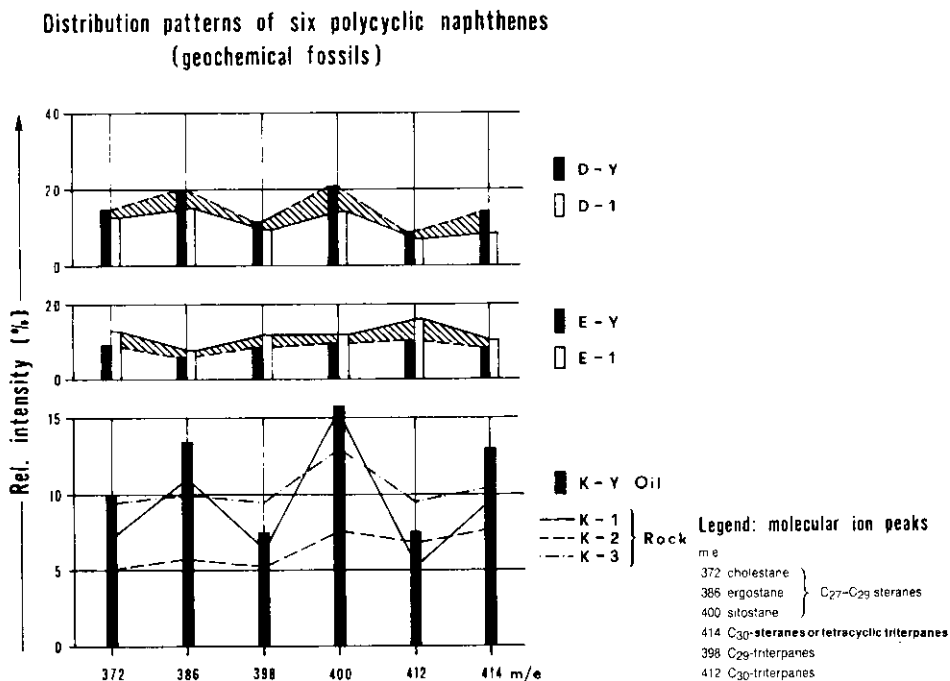 Distribution patterns of six polycyclic naphthenes
(geochemical fossils)
Rel. intensity (%)
40
20
0
D-Y
D-1
20
0
E-Y
E-1
15
10
5
0
K-Y Oil
K-1
K-2
K-3
Rock
372 386 398 400 412 414 m/e
Legend: molecular ion peaks
m e
372 cholestane
386 ergostane
400 sitostane
C27-C29 steranes
414 C30-steranes or tetracyclic triterpanes
398 C29-triterpanes
412 C30-triterpanes